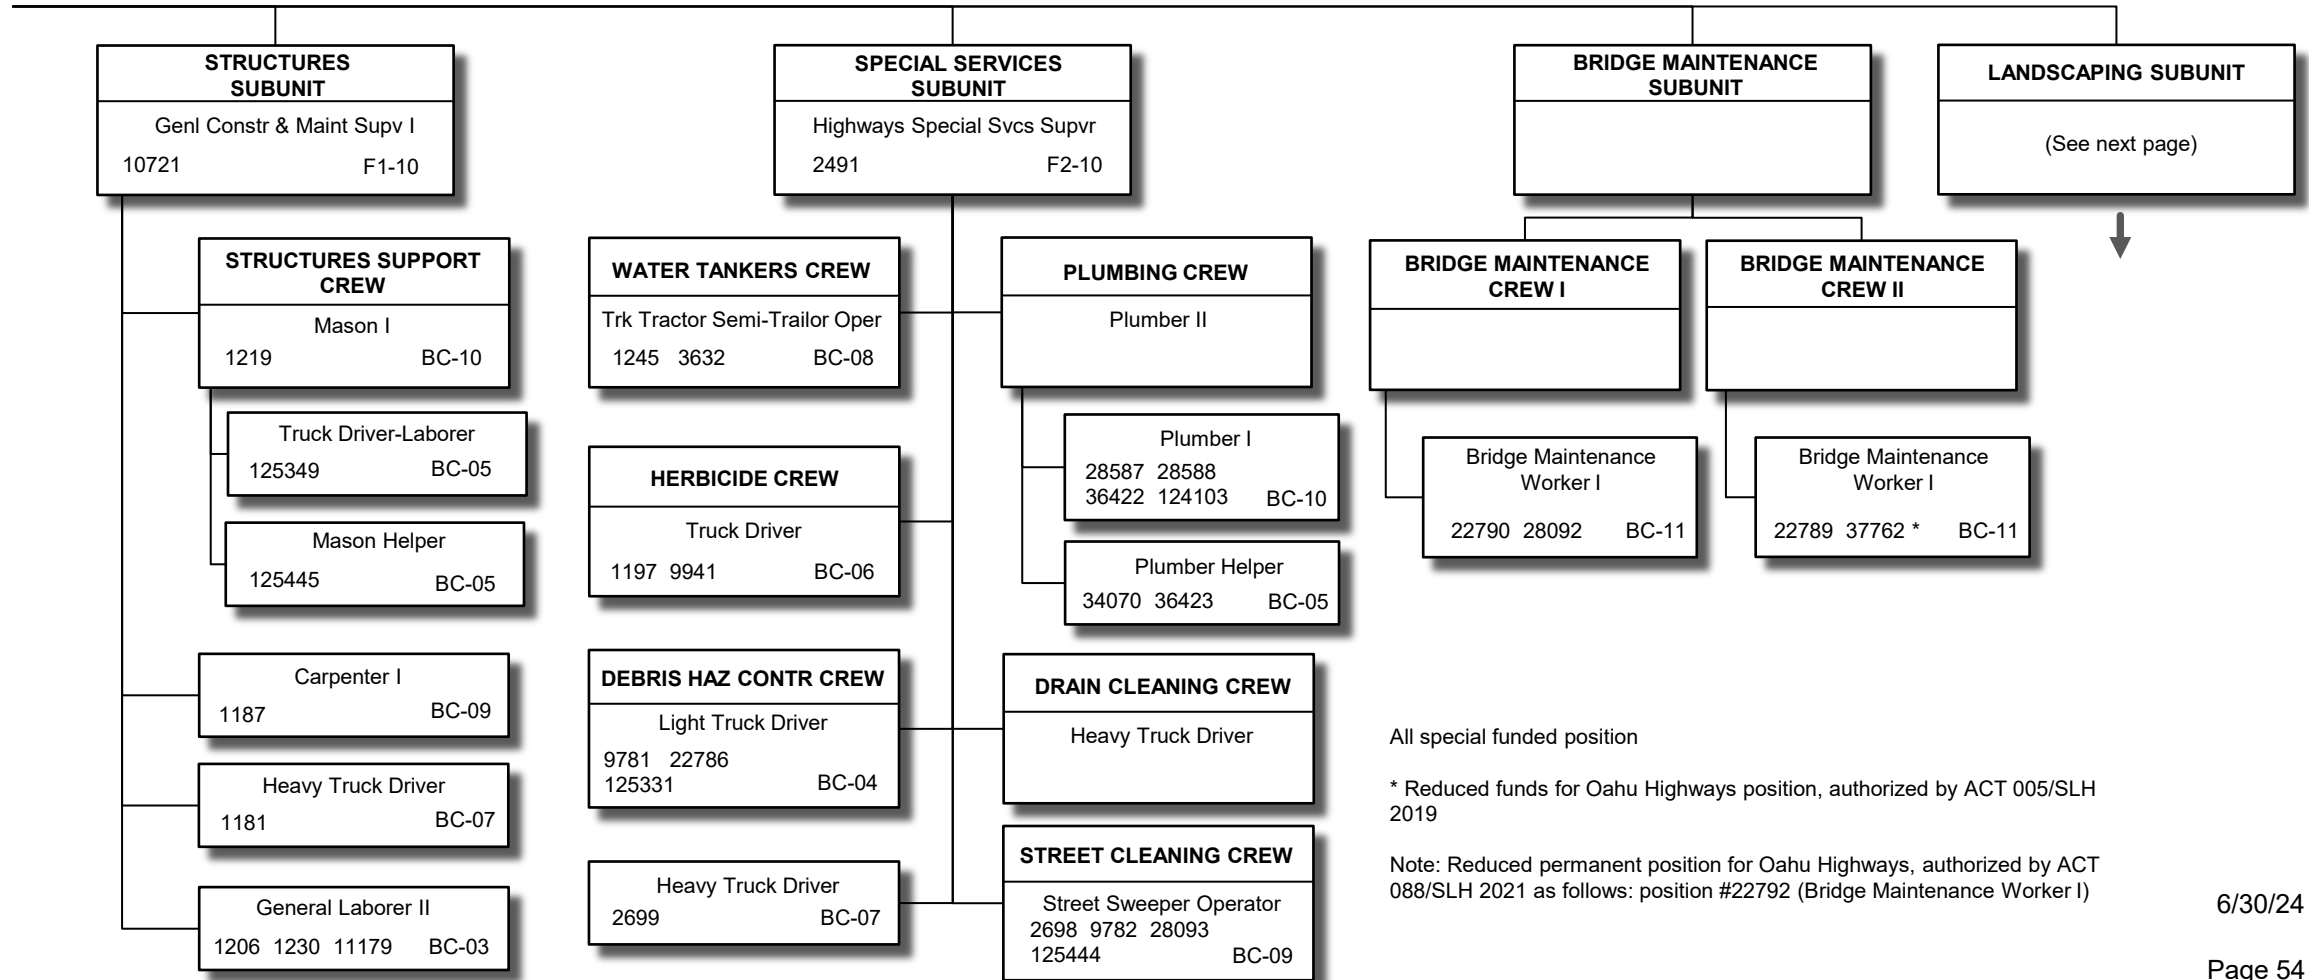 STRUCTURES
SUBUNIT
Genl Constr & Maint Supv I
10721 F1-10
STRUCTURES SUPPORT
CREW
Mason I
1219 BC-10
Truck Driver-Laborer
125349 BC-05
Mason Helper
125445 BC-05
Carpenter I
1187 BC-09
Heavy Truck Driver
1181 BC-07
General Laborer II
1206 1230 11179 BC-03
SPECIAL SERVICES
SUBUNIT
Highways Special Svcs Supvr
2491 F2-10
WATER TANKERS CREW
Trk Tractor Semi-Trailor Oper
1245 3632 BC-08
HERBICIDE CREW
Truck Driver
1197 9941 BC-06
DEBRIS HAZ CONTR CREW
Light Truck Driver
9781 22786
125331 BC-04
Heavy Truck Driver
2699 BC-07
PLUMBING CREW
Plumber II
Plumber I
28587 28588
36422 124103 BC-10
Plumber Helper
34070 36423 BC-05
DRAIN CLEANING CREW
Heavy Truck Driver
STREET CLEANING CREW
Street Sweeper Operator
2698 9782 28093
125444 BC-09
BRIDGE MAINTENANCE
SUBUNIT
BRIDGE MAINTENANCE
CREW I
Bridge Maintenance
Worker I
22790 28092 BC-11
BRIDGE MAINTENANCE
CREW II
Bridge Maintenance
Worker I
22789 37762 * BC-11
LANDSCAPING SUBUNIT
(See next page)
All special funded position
* Reduced funds for Oahu Highways position, authorized by ACT 005/SLH
2019
Note: Reduced permanent position for Oahu Highways, authorized by ACT
088/SLH 2021 as follows: position #22792 (Bridge Maintenance Worker I)
6/30/24
Page 54